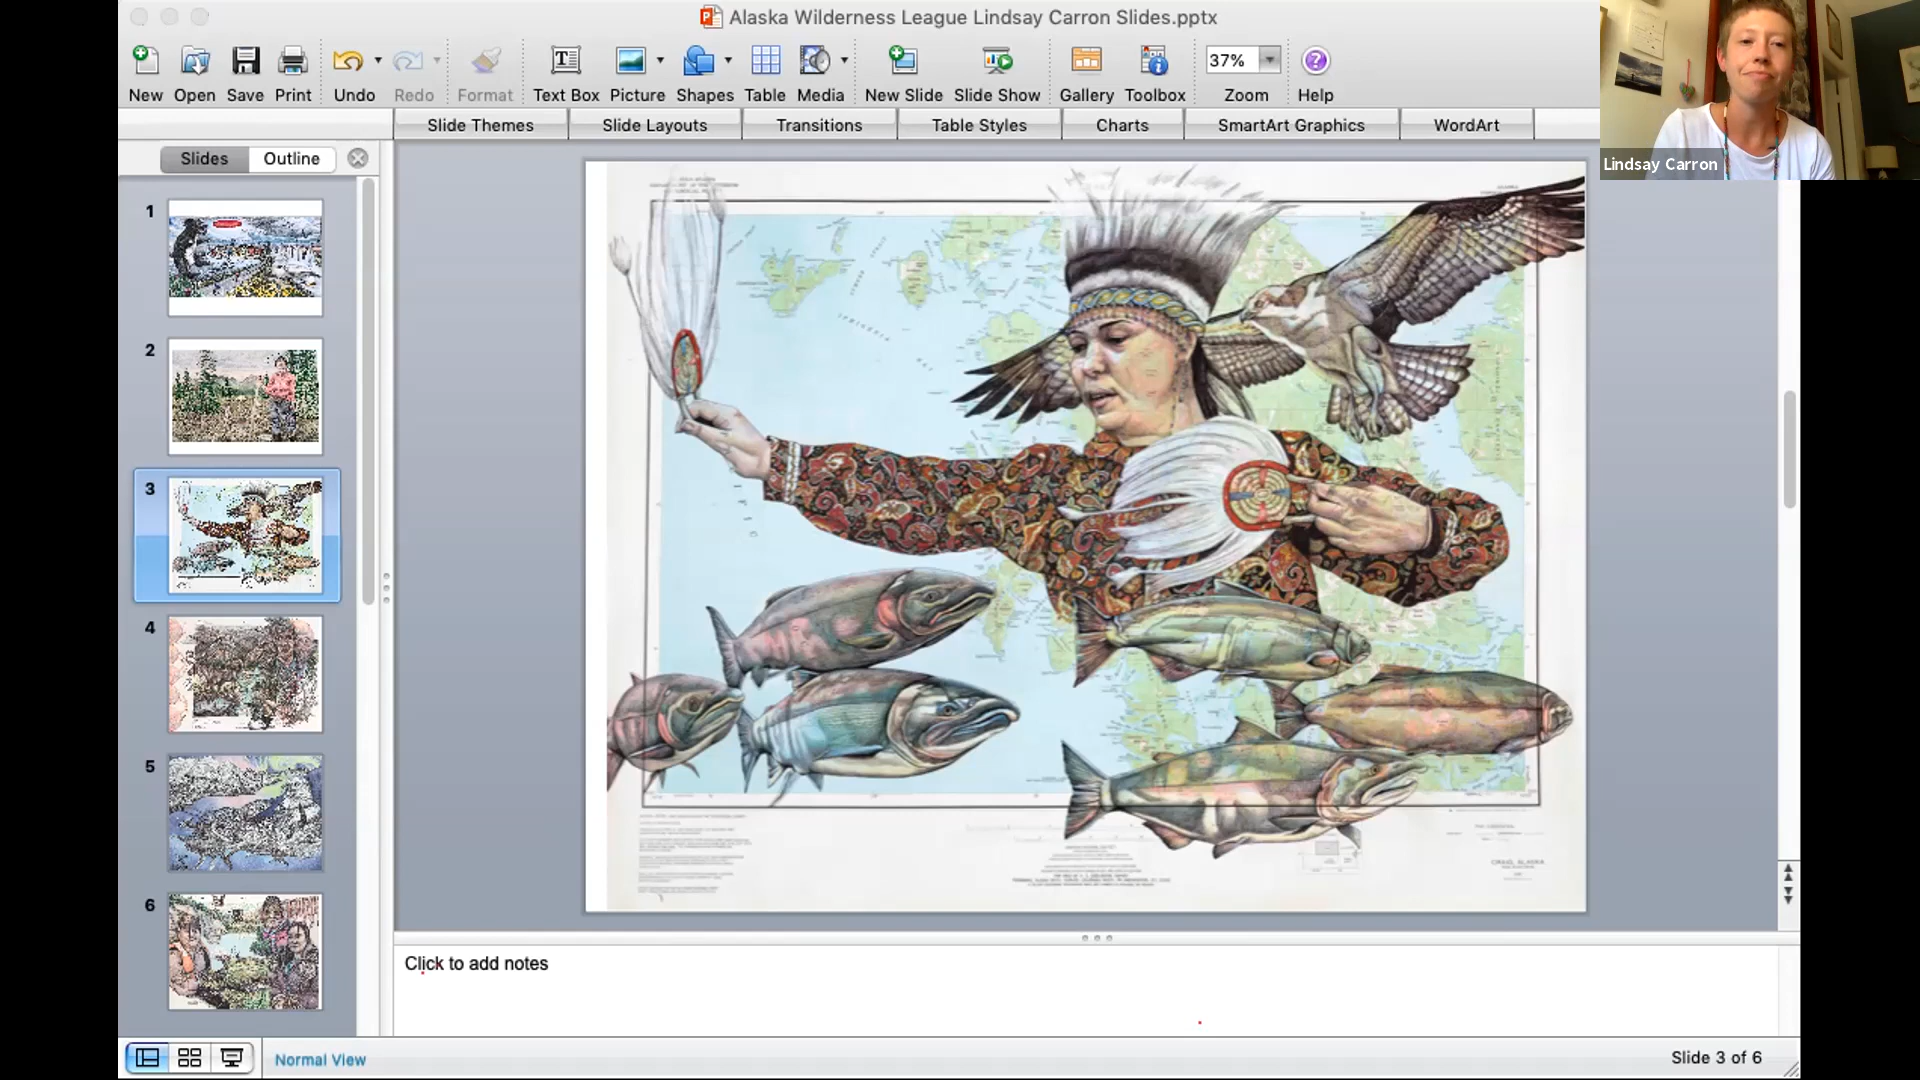 Alaska Wilderness League Lindsay Carron Slides.pptx
New Open Save Print Undo Redo Format Text Box Picture Shapes Table Media New Slide Slide Show Gallery Toolbox Zoom Help
37%
Slide Themes Slide Layouts Transitions Table Styles Charts SmartArt Graphics WordArt
Lindsay Carron
Slides Outline
1
2
3
4
5
6
CRAIG, ALASKA
Click to add notes
Normal View
Slide 3 of 6